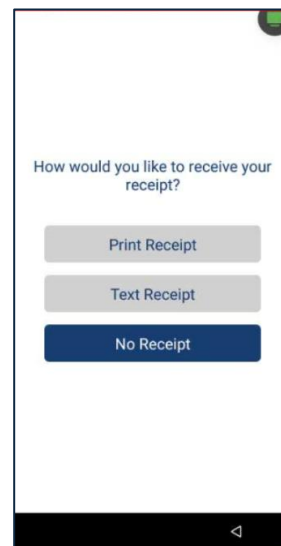 How would you like to receive your
receipt?
Print Receipt
Text Receipt
No Receipt